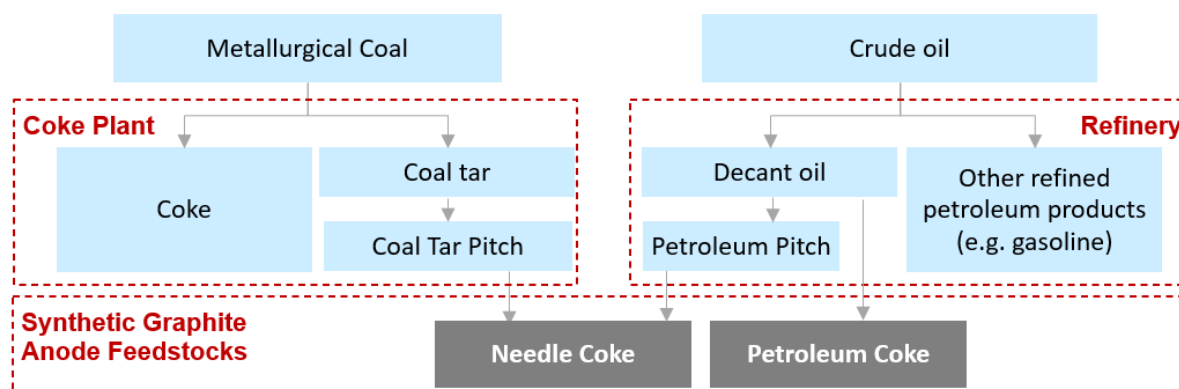 Metallurgical Coal
Crude oil
Coke Plant
Refinery
Coke
Coal tar
Decant oil
Other refined
petroleum products
(e.g. gasoline)
Coal Tar Pitch
Petroleum Pitch
Synthetic Graphite
Anode Feedstocks
Needle Coke
Petroleum Coke